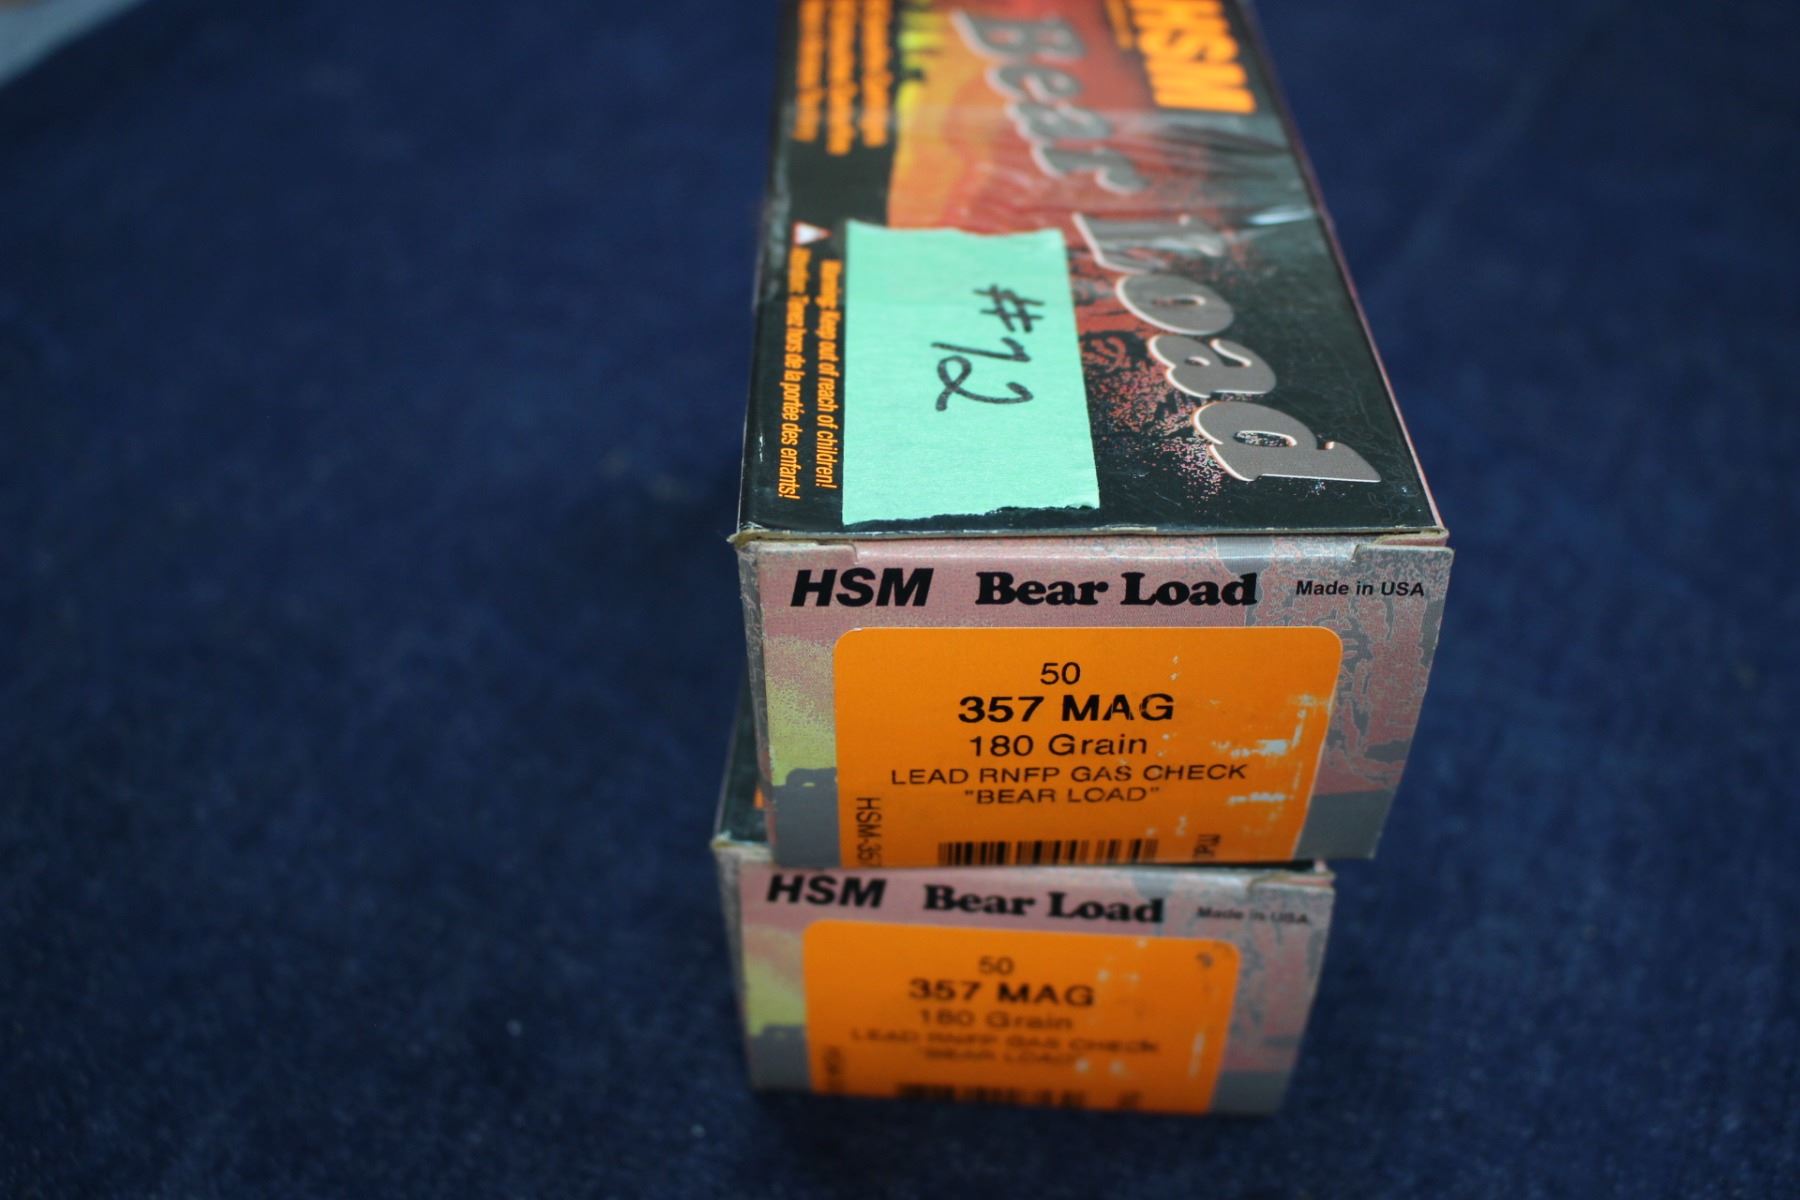 HSM
Bear Load
Warning: Keep out of reach of children!
Attention: Tenez hors de la portée des enfants!
#72
HSM Bear Load Made in USA
50
357 MAG
180 Grain
LEAD RNFP GAS CHECK
"BEAR LOAD"
HSM-357
HSM Bear Load Made in USA
50
357 MAG
180 Grain
LEAD RNFP GAS CHECK
"BEAR LOAD"